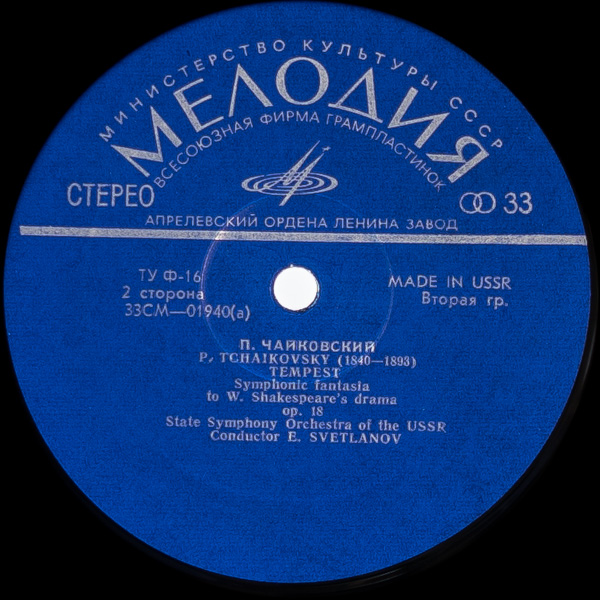 МИНИСТЕРСТВО КУЛЬТУРЫ СССР
МЕЛОДИЯ
ВСЕСОЮЗНАЯ ФИРМА ГРАМПЛАСТИНОК
СТЕРЕО
33
АПРЕЛЕВСКИЙ ОРДЕНА ЛЕНИНА ЗАВОД
ТУ Ф-16
2 сторона
33СМ—01940(а)
MADE IN USSR
Вторая гр.
П. ЧАЙКОВСКИЙ
P. TCHAIKOVSKY (1840—1893)
TEMPEST
Symphonic fantasia
to W. Shakespeare's drama
op. 18
State Symphony Orchestra of the USSR
Conductor E. SVETLANOV